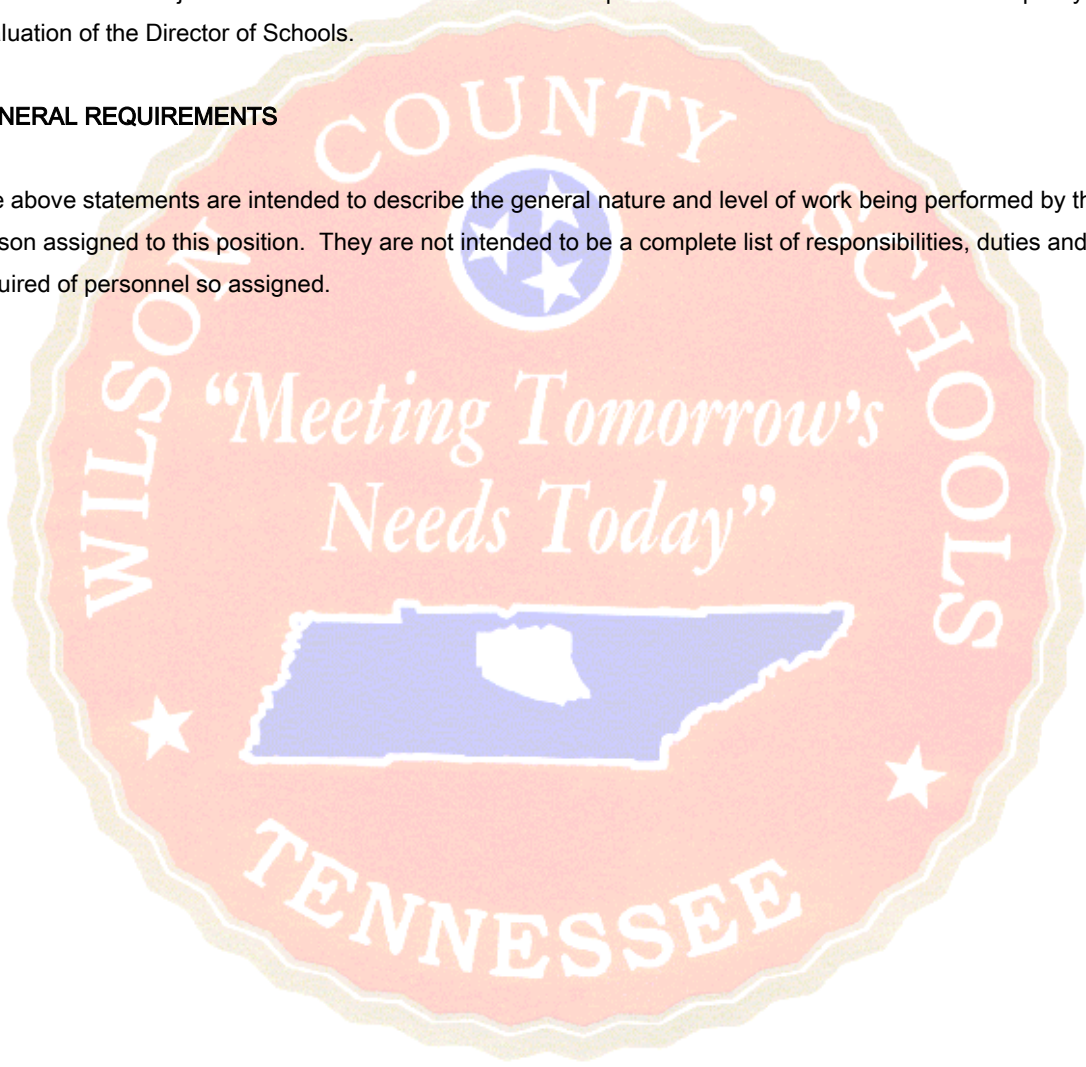 luation of the Director of Schools.
NERAL REQUIREMENTS
e above statements are intended to describe the general nature and level of work being performed by th
son assigned to this position. They are not intended to be a complete list of responsibilities, duties and
uired of personnel so assigned.
WILSON COUNTY SCHOOLS
“Meeting Tomorrow's
Needs Today”
TENNESSEE